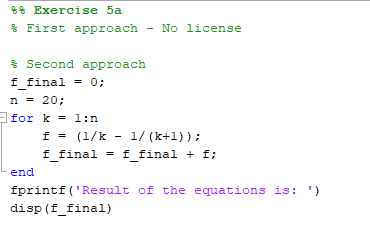 %% Exercise 5a
% First approach - No license
% Second approach
f_final = 0;
n = 20;
for k = 1:n
f = (1/k - 1/(k+1));
f_final = f_final + f;
end
fprintf('Result of the equations is: ')
disp(f_final)